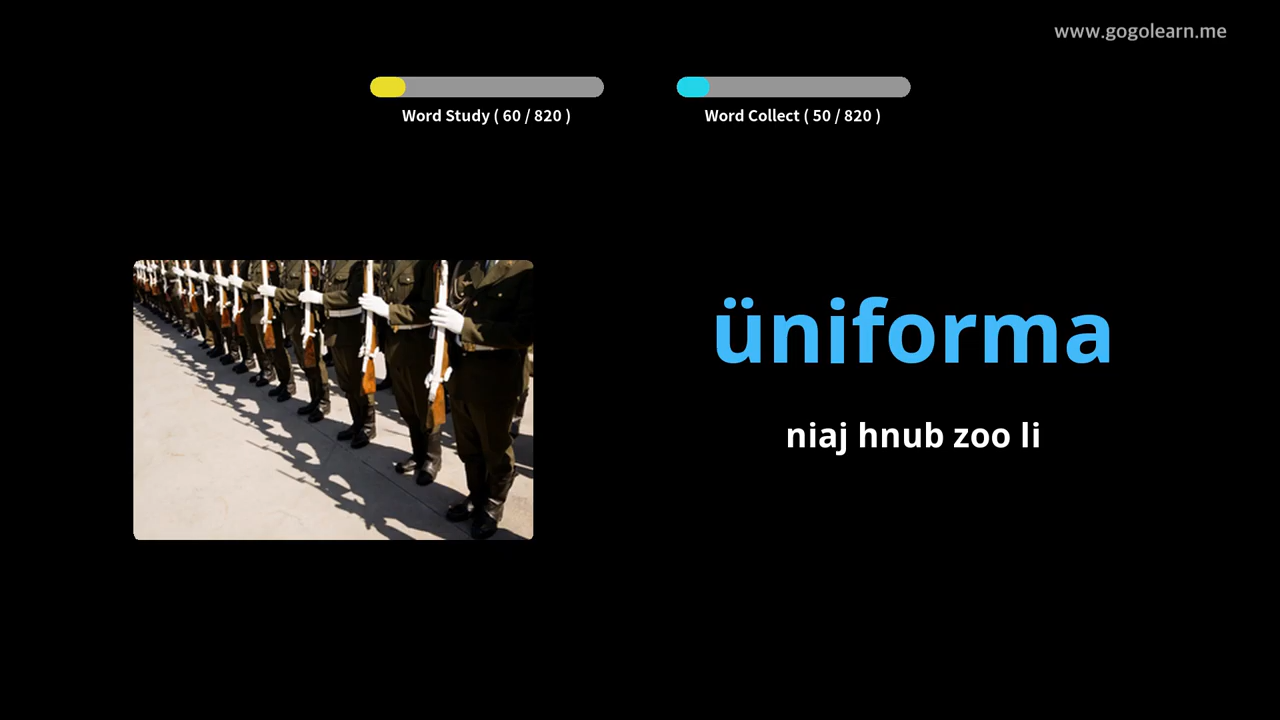 www.gogolearn.me
Word Study ( 60 / 820 )
Word Collect ( 50 / 820 )
üniforma
niaj hnub zoo li